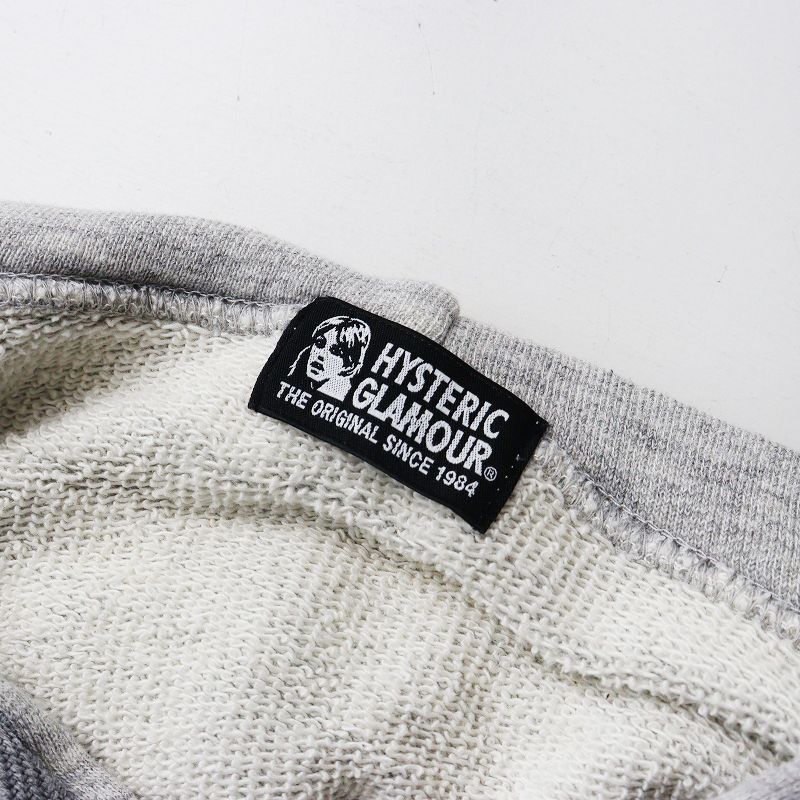 HYSTERIC
GLAMOUR®
THE ORIGINAL SINCE 1984